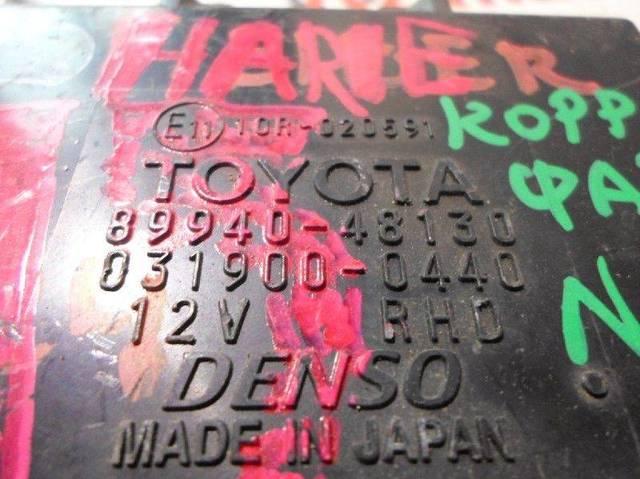 HARIER
E11 10R-020591 КОРР
TOYOTA ФА
89940-48130
031900-0440 N
12V RHD
DENSO
MADE IN JAPAN